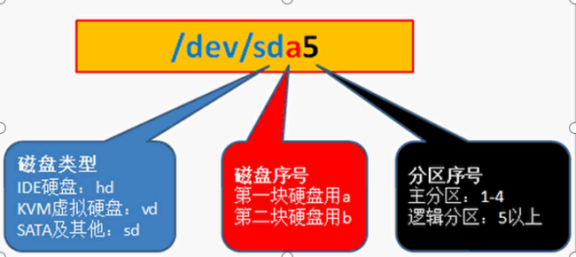 /dev/sda5
磁盘类型
IDE硬盘：hd
KVM虚拟硬盘：vd
SATA及其他：sd
磁盘序号
第一块硬盘用a
第二块硬盘用b
分区序号
主分区：1-4
逻辑分区：5以上